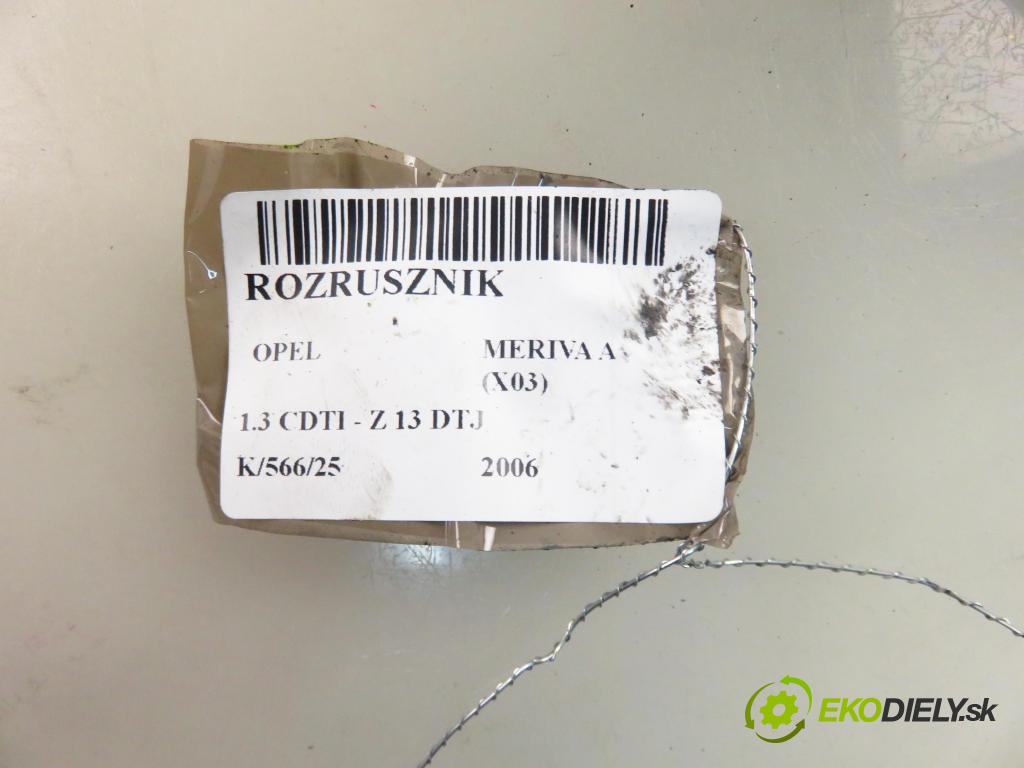 ROZRUSZNIK
OPEL MERIVA A
(X03)
1.3 CDTI - Z 13 DTJ
K/566/25 2006
EKODIELY.sk